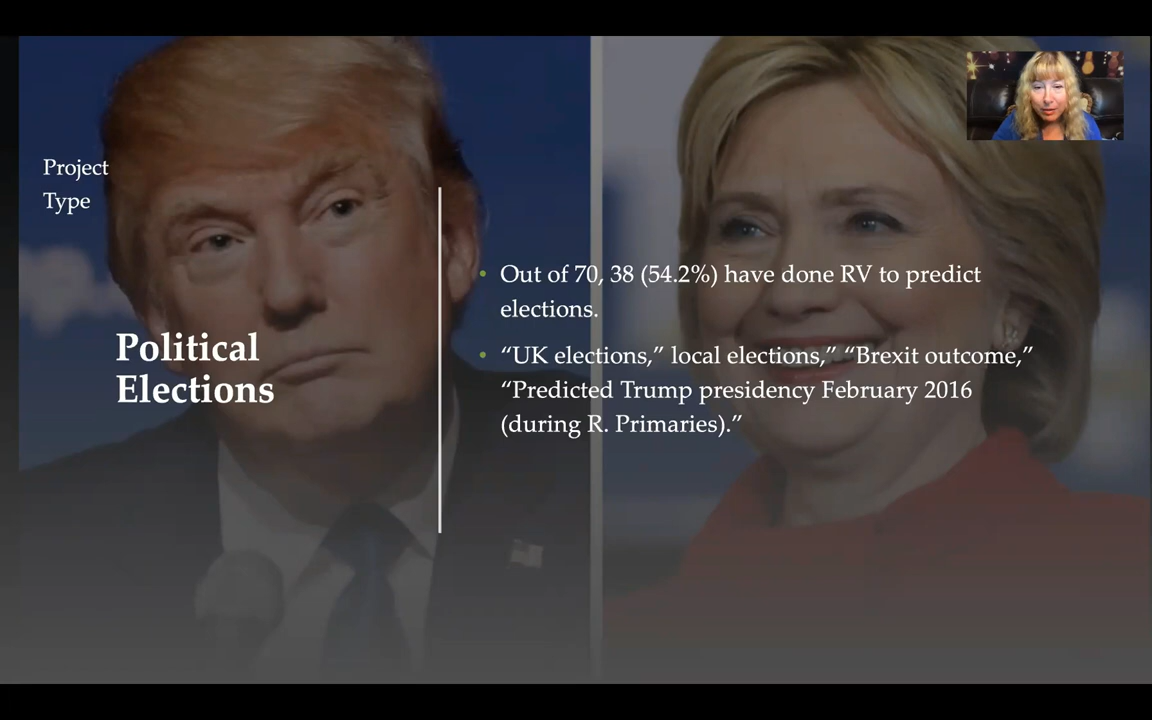 Project
Type
Political
Elections
• Out of 70, 38 (54.2%) have done RV to predict
elections.
• “UK elections,” local elections,” “Brexit outcome,”
“Predicted Trump presidency February 2016
(during R. Primaries).”